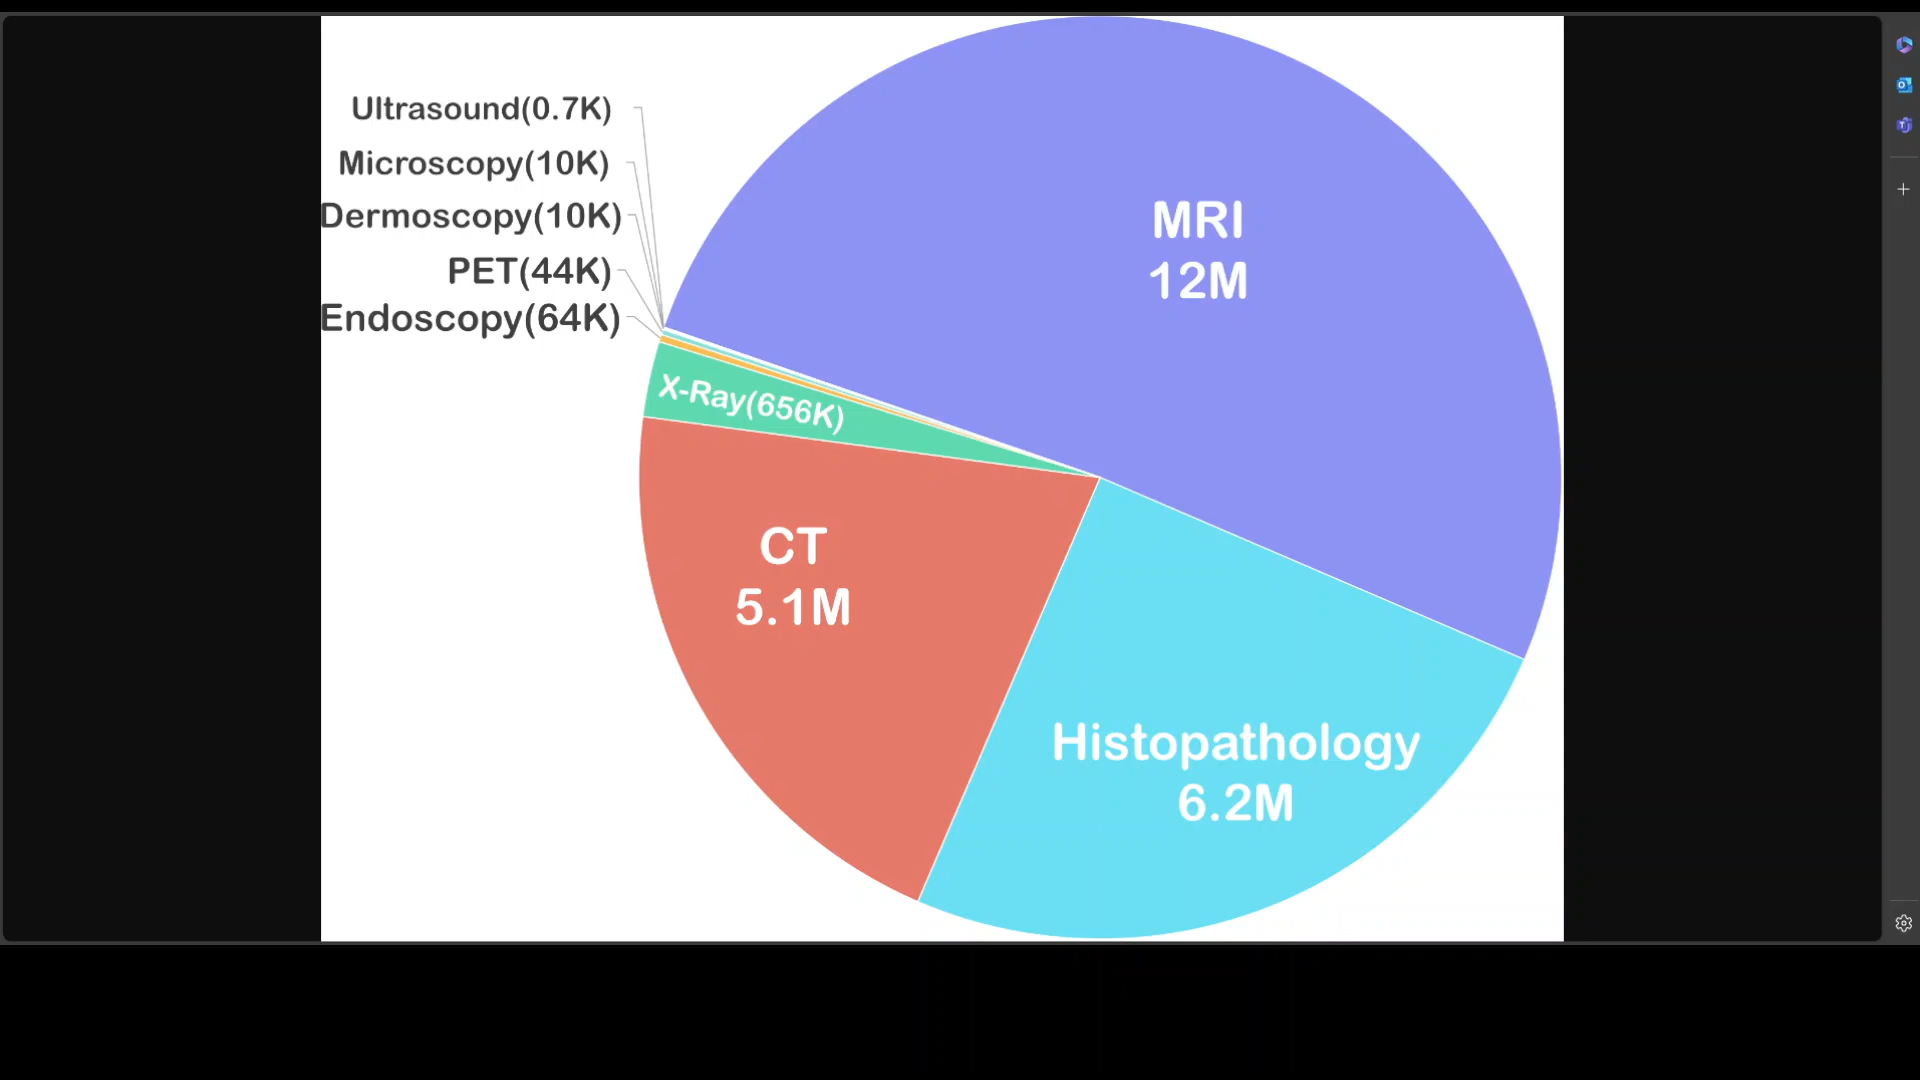 Ultrasound(0.7K)
Microscopy(10K)
Dermoscopy(10K)
PET(44K)
Endoscopy(64K)
X-Ray(656K)
MRI
12M
CT
5.1M
Histopathology
6.2M